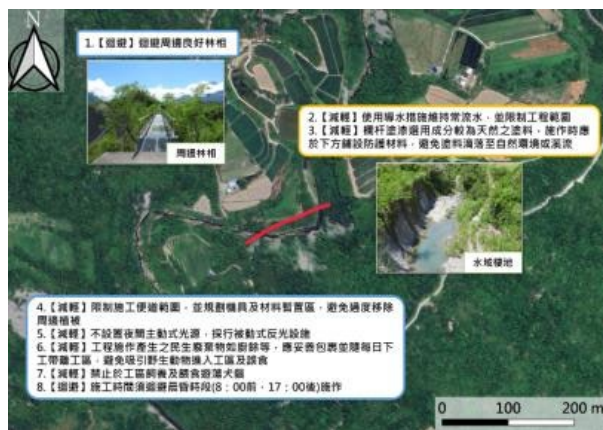 N
1.【迴避】迴避周邊良好林相
周邊林相
2.【減輕】使用導水措施維持常流水，並限制工程範圍
3.【減輕】欄杆塗漆選用成分較為天然之塗料，施作時應
於下方鋪設防護材料，避免塗料滴落至自然環境或溪流
水域棲地
4.【減輕】限制施工便道範圍，並規劃機具及材料暫置區，避免過度移除
周邊植被
5.【減輕】不設置夜間主動式光源，採行被動式反光設施
6.【減輕】工程施作產生之民生廢棄物如廚餘等，應妥善包裹並隨每日下
工帶離工區，避免吸引野生動物進入工區及誤食
7.【減輕】禁止於工區飼養及餵食遊蕩犬貓
8.【迴避】施工時間須迴避晨昏時段(8：00前，17：00後)施作
0 100 200 m